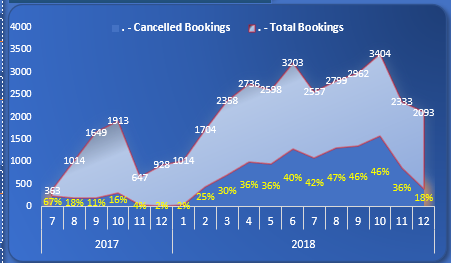 . - Cancelled Bookings . - Total Bookings
4000
3500
3000
2500
2000
1500
1000
500
0
363 1014 1649 1913 647 928 1014 1704 2358 2736 2598 3203 2557 2799 2962 3404 2333 2093
67% 18% 11% 16% 4% 2% 2% 25% 30% 36% 36% 40% 42% 47% 46% 46% 36% 18%
7 8 9 10 11 12 1 2 3 4 5 6 7 8 9 10 11 12
2017 2018